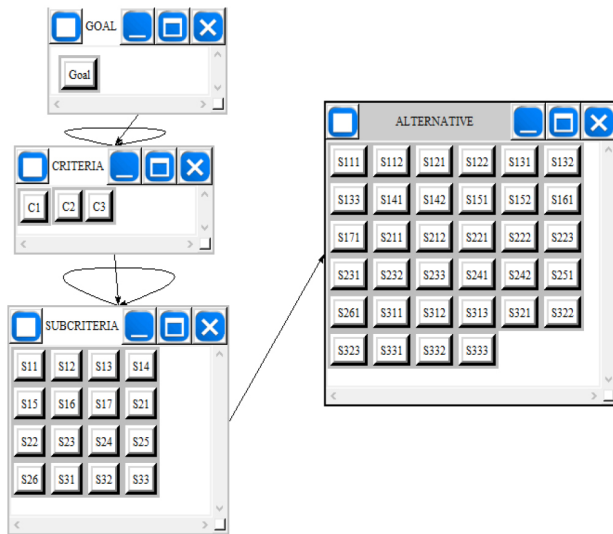 GOAL
Goal
CRITERIA
C1 C2 C3
SUBCRITERIA
S11 S12 S13 S14
S15 S16 S17 S21
S22 S23 S24 S25
S26 S31 S32 S33
ALTERNATIVE
S111 S112 S121 S122 S131 S132
S133 S141 S142 S151 S152 S161
S171 S211 S212 S221 S222 S223
S231 S232 S233 S241 S242 S251
S261 S311 S312 S313 S321 S322
S323 S331 S332 S333